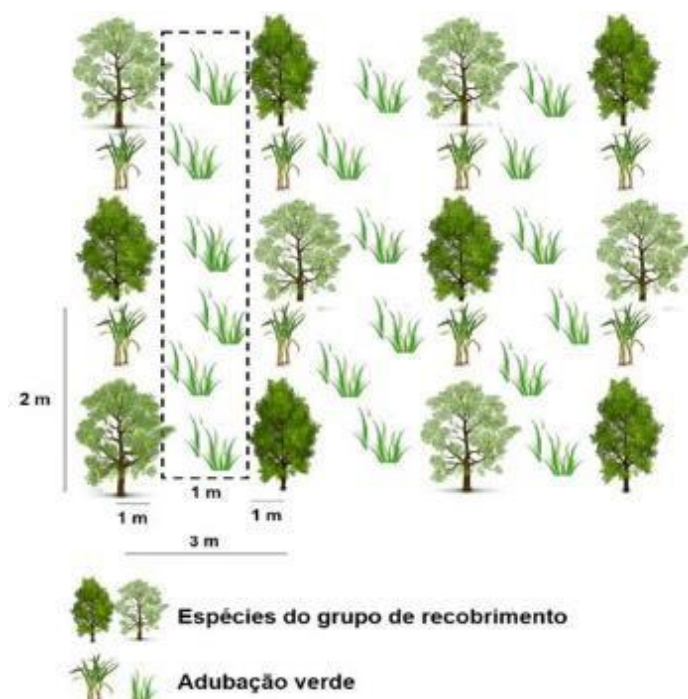 2 m
1 m
1 m
1 m
3 m
Espécies do grupo de recobrimento
Adubação verde